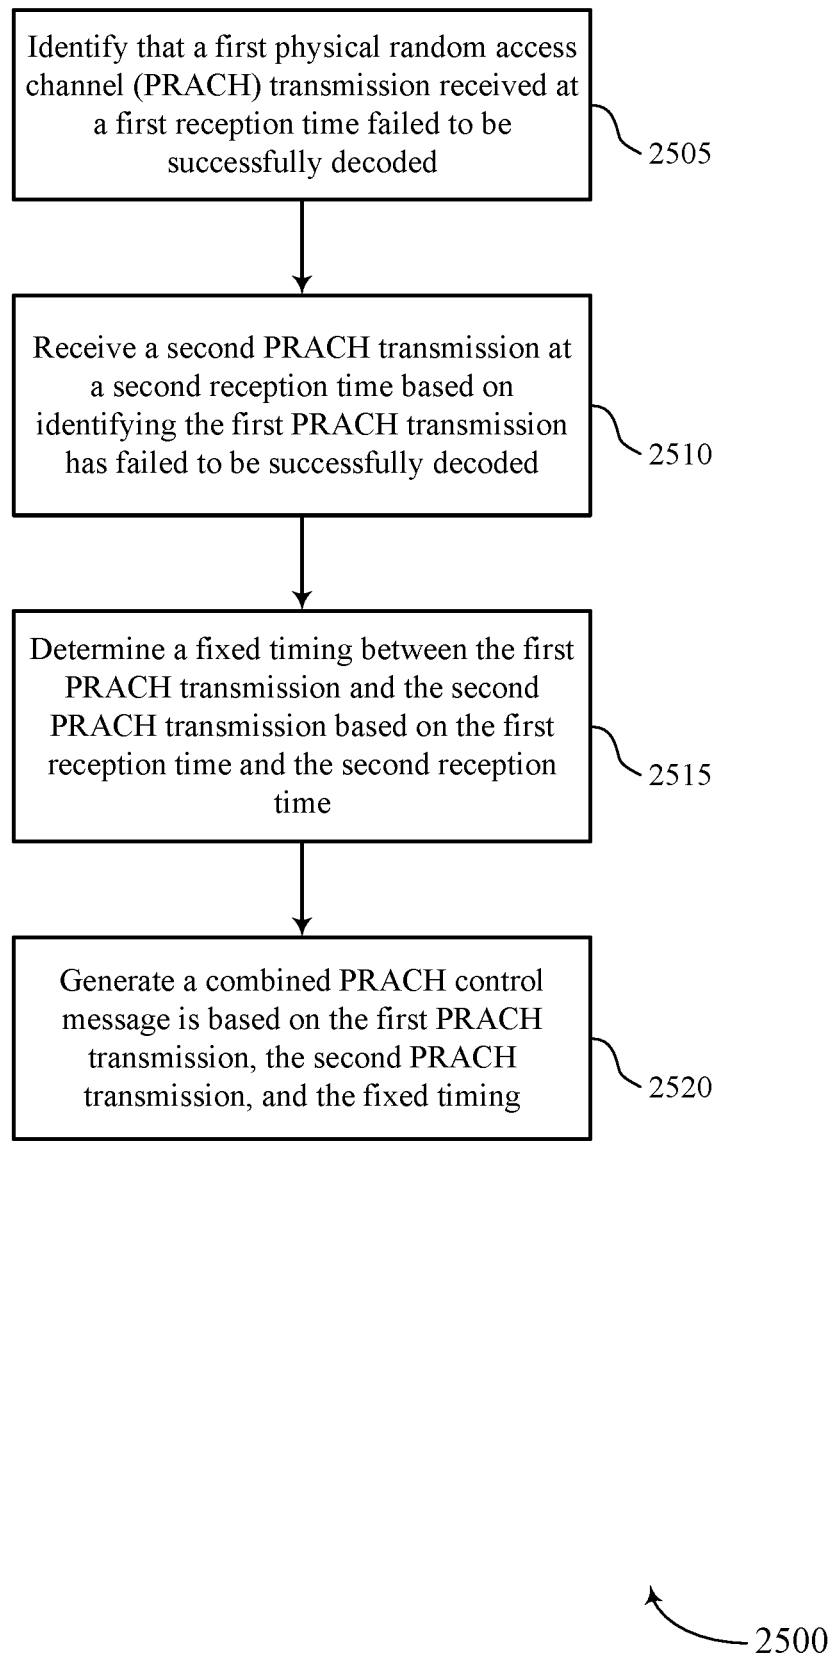 Identify that a first physical random access
channel (PRACH) transmission received at
a first reception time failed to be
successfully decoded
2505
Receive a second PRACH transmission at
a second reception time based on
identifying the first PRACH transmission
has failed to be successfully decoded
2510
Determine a fixed timing between the first
PRACH transmission and the second
PRACH transmission based on the first
reception time and the second reception
time
2515
Generate a combined PRACH control
message is based on the first PRACH
transmission, the second PRACH
transmission, and the fixed timing
2520
2500